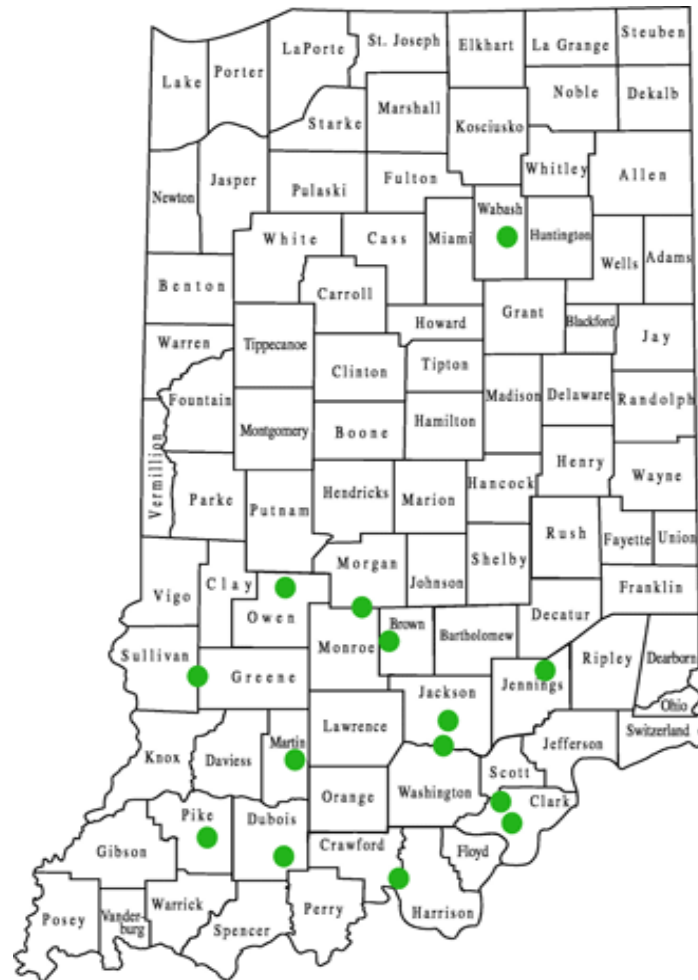 Lake
Porter
LaPorte
St. Joseph
Elkhart
La Grange
Steuben
Noble
Dekalb
Marshall
Kosciusko
Starke
Whitley
Allen
Newton
Jasper
Pulaski
Fulton
Wabash
Huntington
White
Cass
Miami
Wells
Adams
Benton
Carroll
Grant
Howard
Blackford
Jay
Warren
Tippecanoe
Clinton
Tipton
Madison
Delaware
Randolph
Fountain
Montgomery
Boone
Hamilton
Vermillion
Henry
Wayne
Parke
Putnam
Hendricks
Marion
Hancock
Rush
Fayette
Union
Morgan
Johnson
Shelby
Franklin
Vigo
Clay
Owen
Decatur
Monroe
Brown
Bartholomew
Sullivan
Greene
Jennings
Ripley
Dearborn
Ohio
Jackson
Lawrence
Switzerland
Jefferson
Knox
Daviess
Martin
Scott
Orange
Washington
Clark
Pike
Dubois
Gibson
Crawford
Floyd
Harrison
Posey
Vander-
burg
Warrick
Spencer
Perry